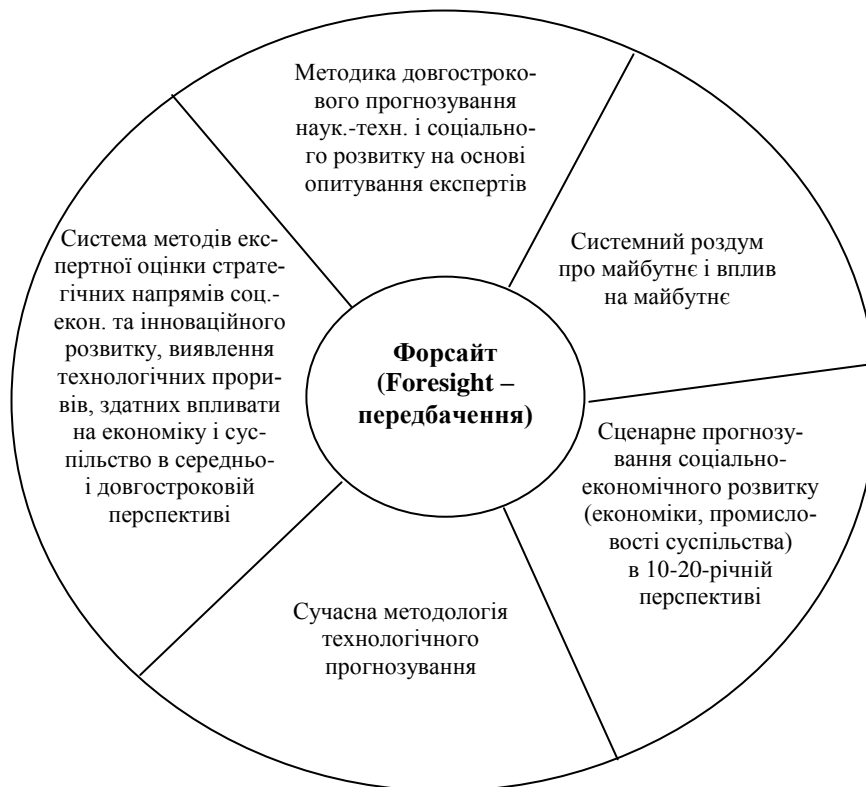 Методика довгостроко-
вого прогнозування
наук.-техн. і соціально-
го розвитку на основі
опитування експертів
Системний роздум
про майбутнє і вплив
на майбутнє
Сценарне прогнозу-
вання соціально-
економічного розвитку
(економіки, промисло-
вості суспільства)
в 10-20-річній
перспективі
Сучасна методологія
технологічного
прогнозування
Система методів екс-
пертної оцінки страте-
гічних напрямів соц.-
екон. та інноваційного
розвитку, виявлення
технологічних прори-
вів, здатних впливати
на економіку і сус-
пільство в середньо-
і довгостроковій
перспективі
Форсайт
(Foresight –
передбачення)